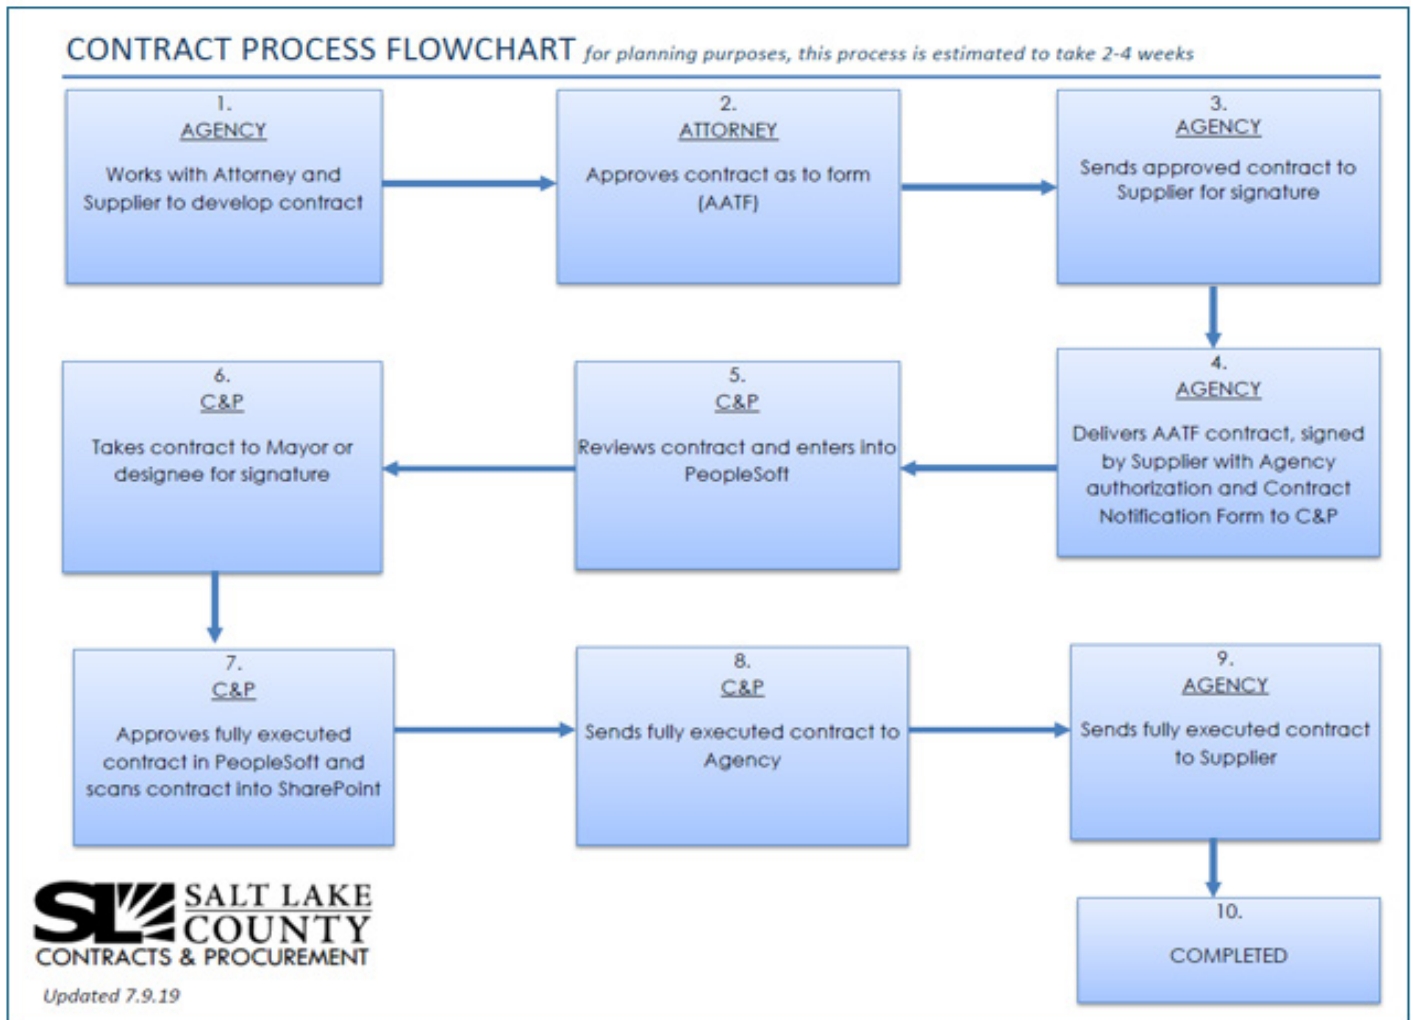 CONTRACT PROCESS FLOWCHART for planning purposes, this process is estimated to take 2-4 weeks
1.
AGENCY
Works with Attorney and
Supplier to develop contract
2.
ATTORNEY
Approves contract as to form
(AATF)
3.
AGENCY
Sends approved contract to
Supplier for signature
4.
AGENCY
Delivers AATF contract, signed
by Supplier with Agency
authorization and Contract
Notification Form to C&P
5.
C&P
Reviews contract and enters into
PeopleSoft
6.
C&P
Takes contract to Mayor or
designee for signature
7.
C&P
Approves fully executed
contract in PeopleSoft and
scans contract into SharePoint
8.
C&P
Sends fully executed contract to
Agency
9.
AGENCY
Sends fully executed contract
to Supplier
10.
COMPLETED
SL SALT LAKE
COUNTY
CONTRACTS & PROCUREMENT
Updated 7.9.19